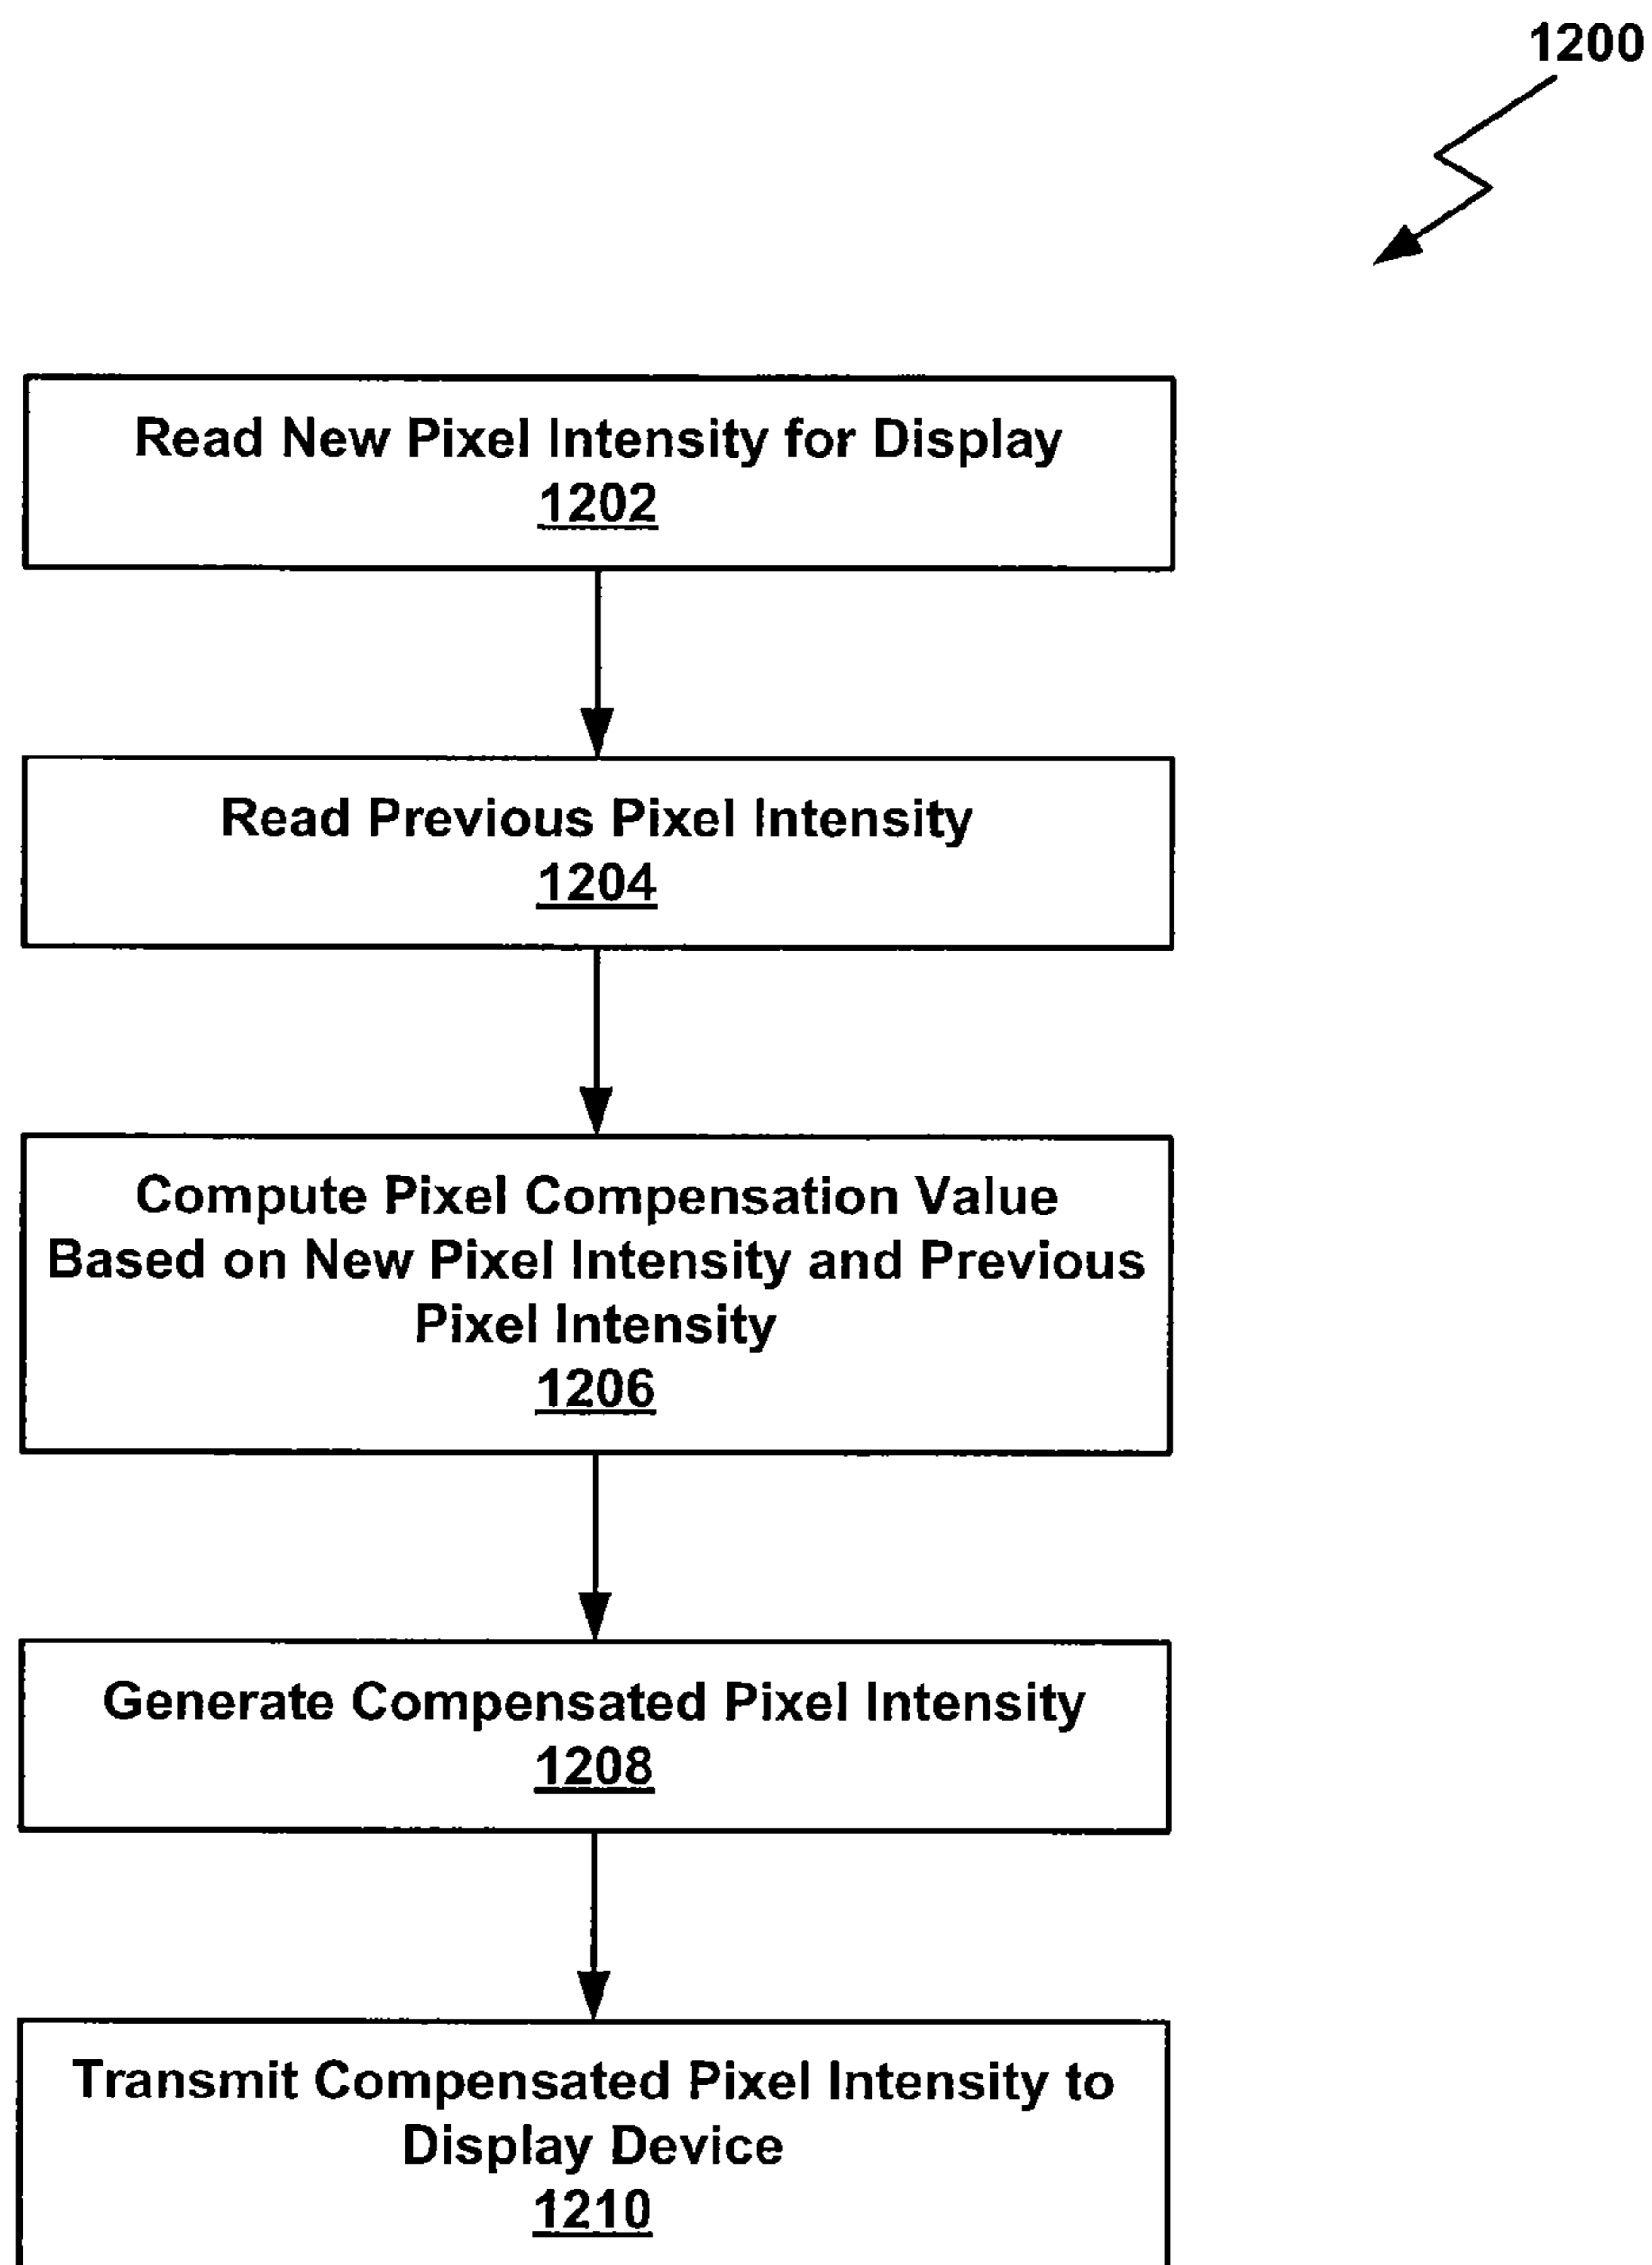 1200
Read New Pixel Intensity for Display
1202
Read Previous Pixel Intensity
1204
Compute Pixel Compensation Value
Based on New Pixel Intensity and Previous
Pixel Intensity
1206
Generate Compensated Pixel Intensity
1208
Transmit Compensated Pixel Intensity to
Display Device
1210